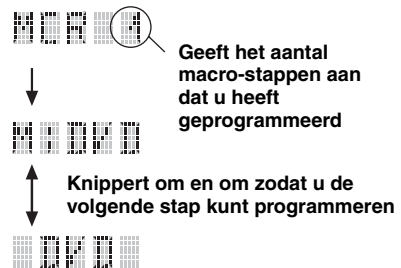 MCR 1
Geeft het aantal
macro-stappen aan
dat u heeft
geprogrammeerd
M:DVD
Knippert om en om zodat u de
volgende stap kunt programmeren
DVD